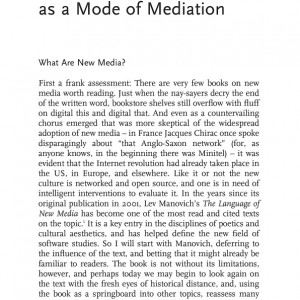 as a Mode of Mediation
What Are New Media?
First a frank assessment: There are very few books on new
media worth reading. Just when the nay-sayers decry the end
of the written word, bookstore shelves still overflow with fluff
on digital this and digital that. And even as a countervailing
chorus emerged that was more skeptical of the widespread
adoption of new media – in France Jacques Chirac once spoke
disparagingly about “that Anglo-Saxon network” (for, as
anyone knows, in the beginning there was Minitel) – it was
evident that the Internet revolution had already taken place in
the US, in Europe, and elsewhere. Like it or not the new
culture is networked and open source, and one is in need of
intelligent interventions to evaluate it. In the years since its
original publication in 2001, Lev Manovich’s The Language of
New Media has become one of the most read and cited texts
on the topic.¹ It is a key entry in the disciplines of poetics and
cultural aesthetics, and has helped define the new field of
software studies. So I will start with Manovich, deferring to
the influence of the text, and betting that it might already be
familiar to readers. The book is not without its limitations,
however, and perhaps today we may begin to look again on
the text with the fresh eyes of historical distance, and, using
the book as a springboard into other topics, reassess many